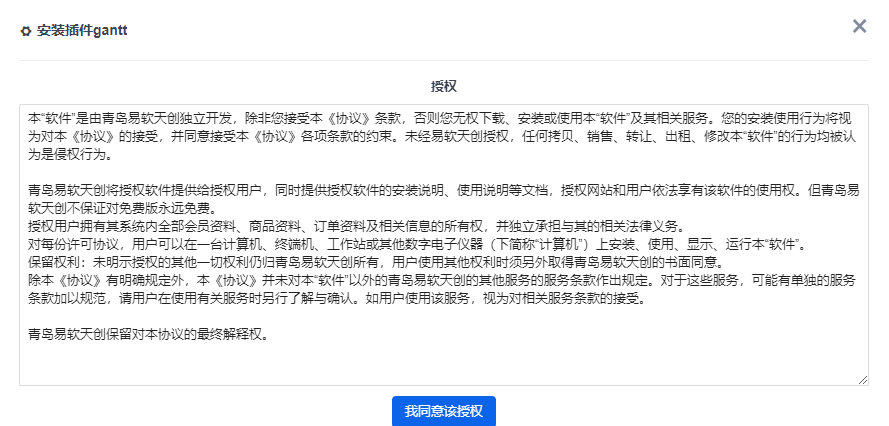 安装插件gantt
授权
本“软件”是由青岛易软天创独立开发，除非您接受本《协议》条款，否则您无权下载、安装或使用本“软件”及其相关服务。您的安装使用行为将视
为对本《协议》的接受，并同意接受本《协议》各项条款的约束。未经易软天创授权，任何拷贝、销售、转让、出租、修改本“软件”的行为均被认
为是侵权行为。
青岛易软天创将授权软件提供给授权用户，同时提供授权软件的安装说明、使用说明等文档，授权网站和用户依法享有该软件的使用权。但青岛易
软天创不保证对免费版永远免费。
授权用户拥有其系统内全部会员资料、商品资料、订单资料及相关信息的所有权，并独立承担与其的相关法律义务。
对每份许可协议，用户可以在一台计算机、终端机、工作站或其他数字电子仪器（下简称“计算机”）上安装、使用、显示、运行本“软件”。
保留权利：未明示授权的其他一切权利仍归青岛易软天创所有，用户使用其他权利时须另外取得青岛易软天创的书面同意。
除本《协议》有明确规定外，本《协议》并未对本“软件”以外的青岛易软天创的其他服务的服务条款作出规定。对于这些服务，可能有单独的服务
条款加以规范，请用户在使用有关服务时另行了解与确认。如用户使用该服务，视为对相关服务条款的接受。
青岛易软天创保留对本协议的最终解释权。
我同意该授权